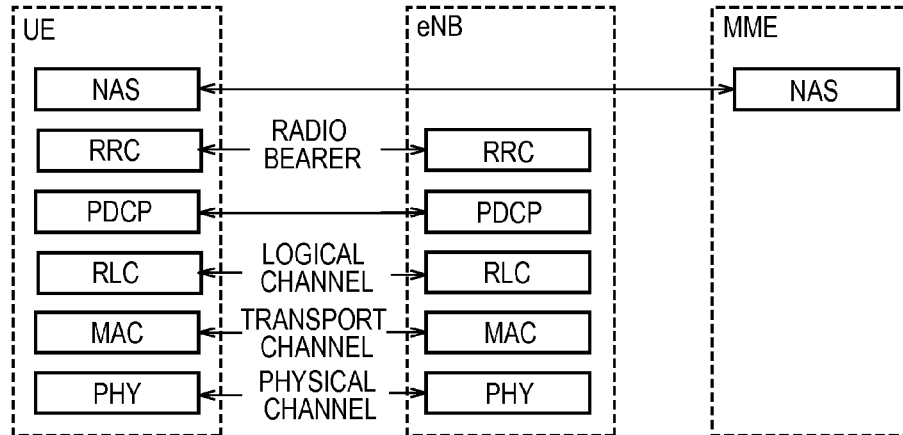 UE
eNB
MME
NAS
NAS
RRC
RADIO
BEARER
RRC
PDCP
PDCP
RLC
LOGICAL
CHANNEL
RLC
MAC
TRANSPORT
CHANNEL
MAC
PHY
PHYSICAL
CHANNEL
PHY